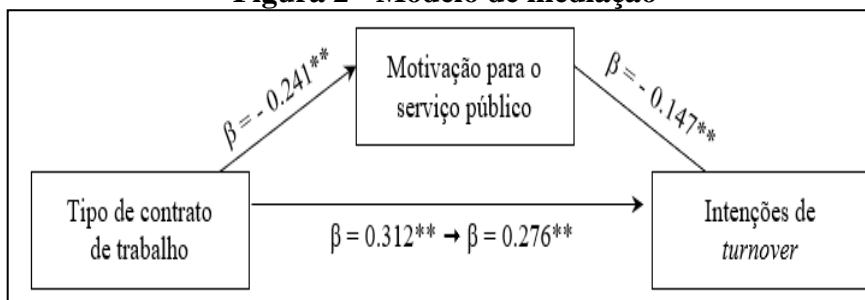 Figura 2 - Modelo de mediação
β = - 0.241**
Motivação para o
serviço público
β = - 0.147**
Tipo de contrato
de trabalho
β = 0.312** → β = 0.276**
Intenções de
turnover